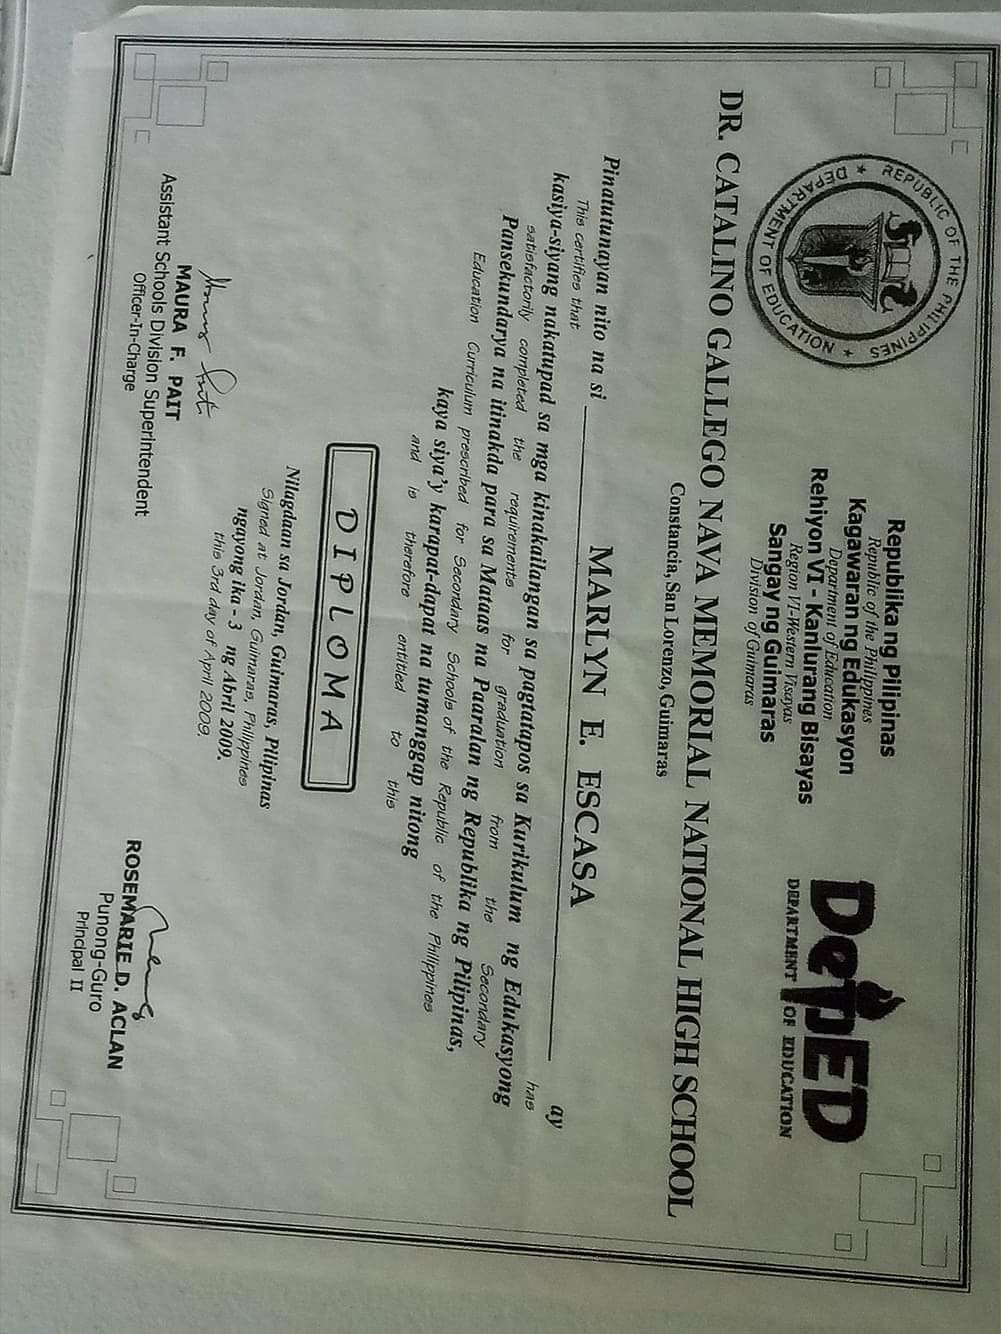 REPUBLIC OF THE PHILIPPINES
DEPARTMENT OF EDUCATION
Republika ng Pilipinas
Republic of the Philippines
Kagawaran ng Edukasyon
Department of Education
Rehiyon VI - Kanlurang Bisayas
Region VI-Western Visayas
Sangay ng Guimaras
Division of Guimaras
DepED
DEPARTMENT OF EDUCATION
DR. CATALINO GALLEGO NAVA MEMORIAL NATIONAL HIGH SCHOOL
Constancia, San Lorenzo, Guimaras
Pinatutunayan nito na si MARLYN E. ESCASA ay
This certifies that has
kasiya-siyang nakatupad sa mga kinakailangan sa pagtatapos sa Kurikulum ng Edukasyong
satisfactorily completed the requirements for graduation from the Secondary
Pansekundarya na itinakda para sa Mataas na Paaralan ng Republika ng Pilipinas,
Education Curriculum prescribed for Secondary Schools of the Republic of the Philippines
kaya siya'y karapat-dapat na tumanggap nitong
and is therefore entitled to this
DIPLOMA
Nilagdaan sa Jordan, Guimaras, Pilipinas
Signed at Jordan, Guimaras, Philippines
ngayong ika - 3 ng Abril 2009.
this 3rd day of April 2009.
MAURA F. PAIT
Assistant Schools Division Superintendent
Officer-In-Charge
ROSEMARIE D. ACLAN
Punong-Guro
Principal II